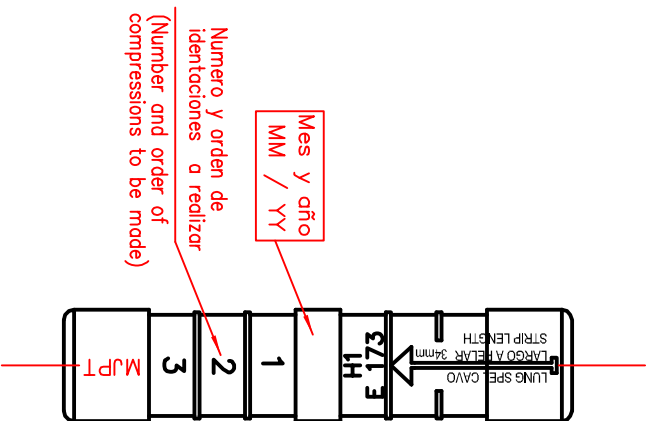 Numero y orden de
identaciones a realizar
(Number and order of
compressions to be made)
Mes y año
MM / YY
MJPT
3
2
1
H1
E 173
LUNG SPEL CAVO
LARGO A PELAR 34mm
STRIP LENGTH